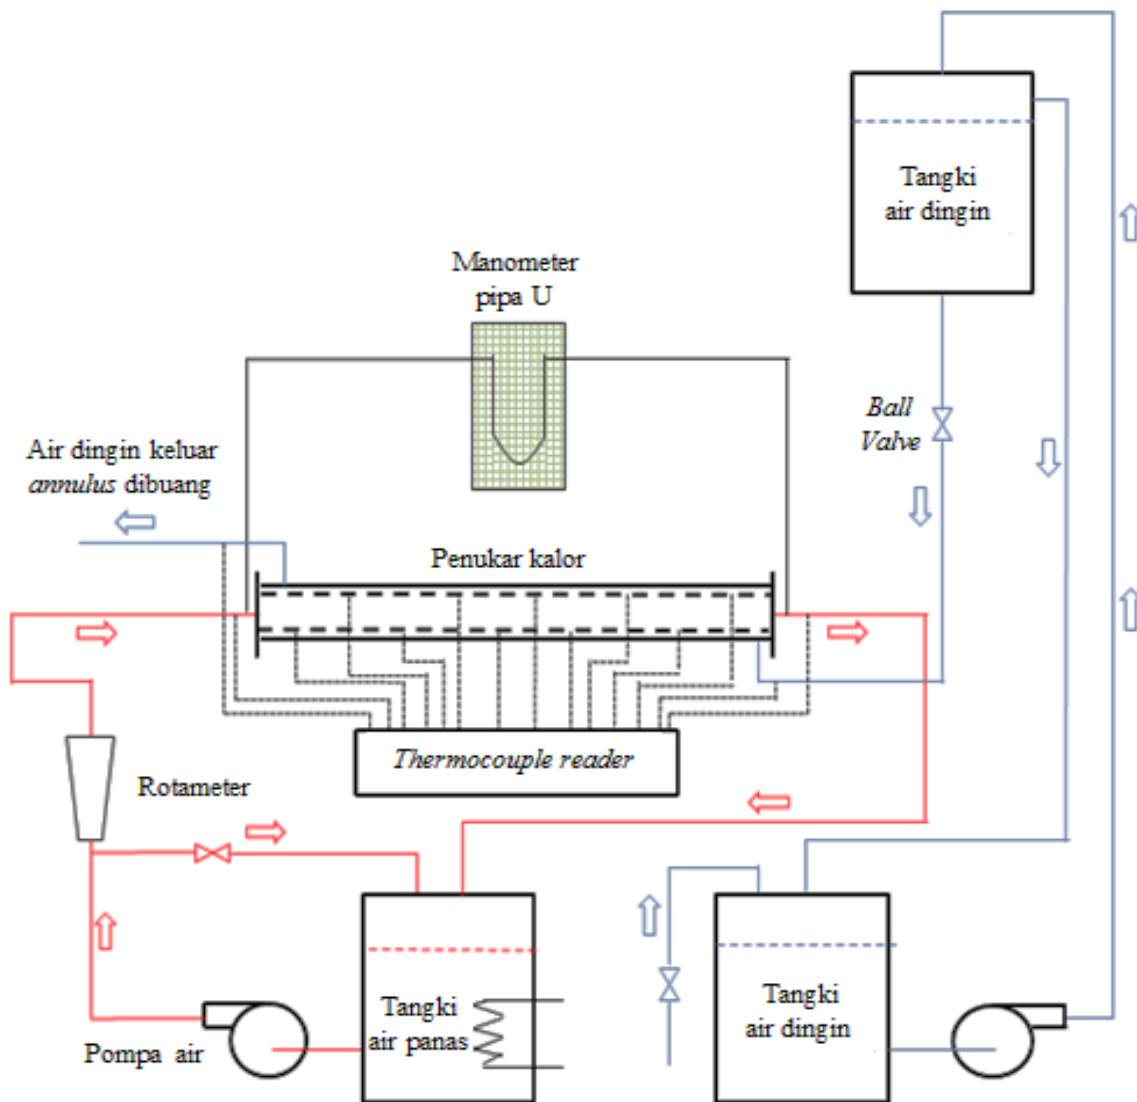 Tangki
air dingin
Manometer
pipa U
Ball
Valve
Air dingin keluar
annulus dibuang
Penukar kalor
Thermocouple reader
Rotameter
Tangki
air panas
Tangki
air dingin
Pompa air